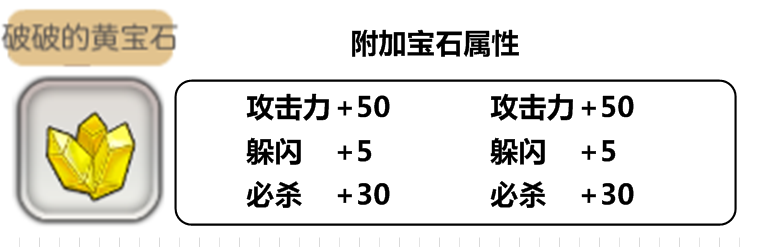 破破的黄宝石
附加宝石属性
攻击力+50 攻击力+50
躲闪 +5 躲闪 +5
必杀 +30 必杀 +30